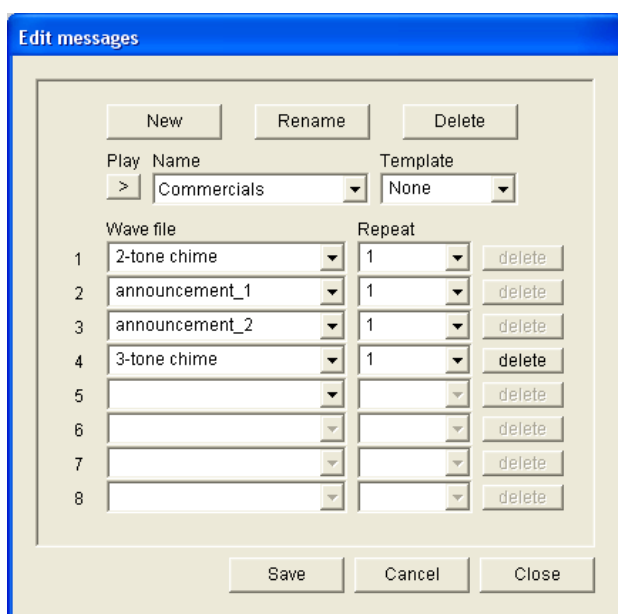 Edit messages
New Rename Delete
Play Name Template
> Commercials None
Wave file Repeat
1 2-tone chime 1 delete
2 announcement_1 1 delete
3 announcement_2 1 delete
4 3-tone chime 1 delete
5 delete
6 delete
7 delete
8 delete
Save Cancel Close